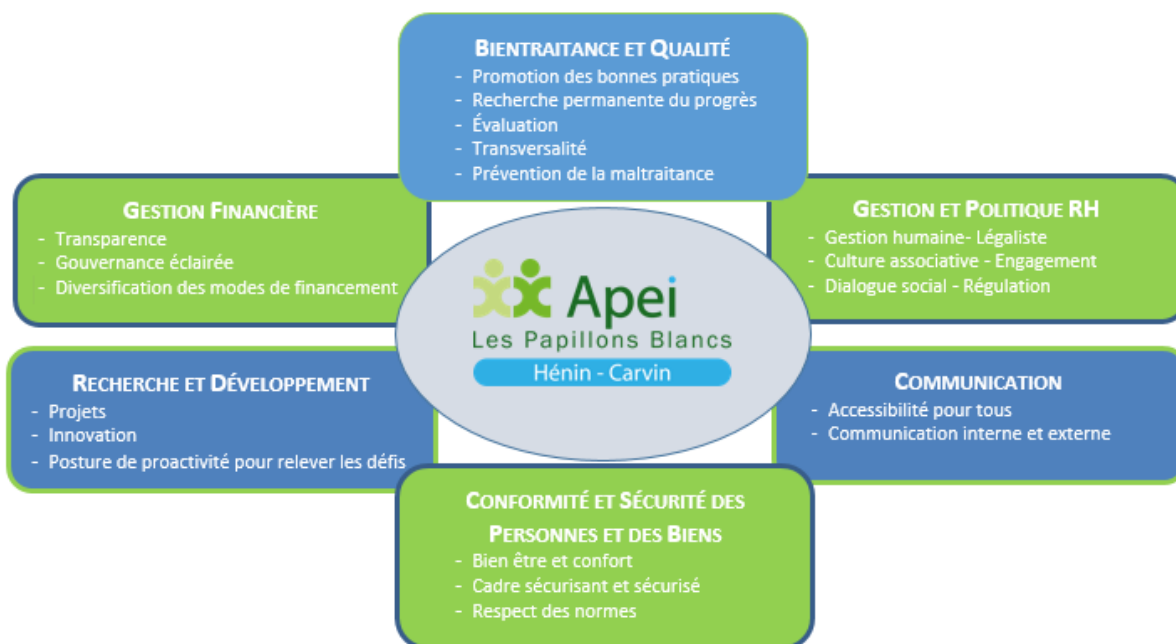 BIENTRAITANCE ET QUALITÉ
- Promotion des bonnes pratiques
- Recherche permanente du progrès
- Évaluation
- Transversalité
- Prévention de la maltraitance
GESTION FINANCIÈRE
- Transparence
- Gouvernance éclairée
- Diversification des modes de financement
GESTION ET POLITIQUE RH
- Gestion humaine- Légaliste
- Culture associative - Engagement
- Dialogue social - Régulation
Apei
Les Papillons Blancs
Hénin - Carvin
RECHERCHE ET DÉVELOPPEMENT
- Projets
- Innovation
- Posture de proactivité pour relever les défis
COMMUNICATION
- Accessibilité pour tous
- Communication interne et externe
CONFORMITÉ ET SÉCURITÉ DES
PERSONNES ET DES BIENS
- Bien être et confort
- Cadre sécurisant et sécurisé
- Respect des normes